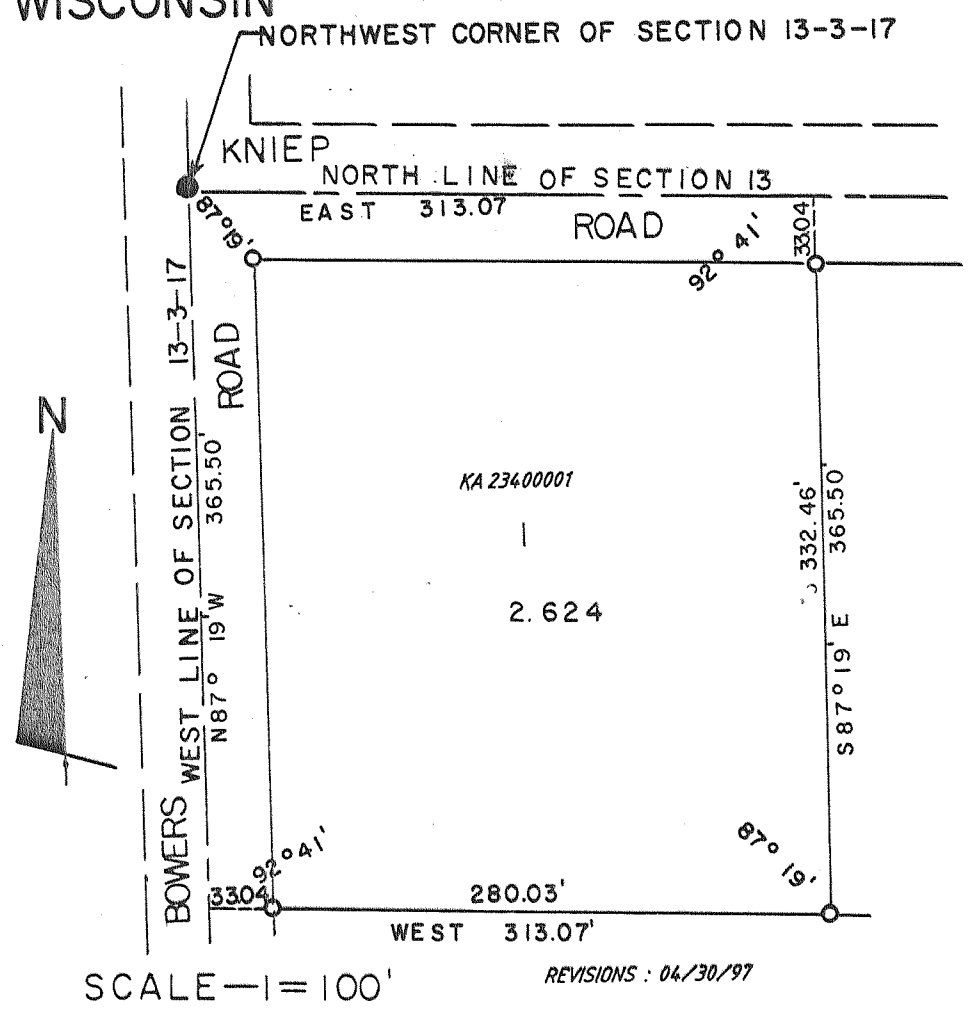 WISCONSIN
NORTHWEST CORNER OF SECTION 13-3-17
KNIEP
NORTH LINE OF SECTION 13
EAST 313.07
ROAD
33.04
87°19'
92° 41'
WEST LINE OF SECTION 13-3-17
ROAD
365.50'
N87° 19'W
BOWERS
N
KA 23400001
1
2.624
332.46'
365.50'
S87°19' E
92°41'
87° 19'
33.04
280.03'
WEST 313.07'
SCALE—1=100'
REVISIONS : 04/30/97